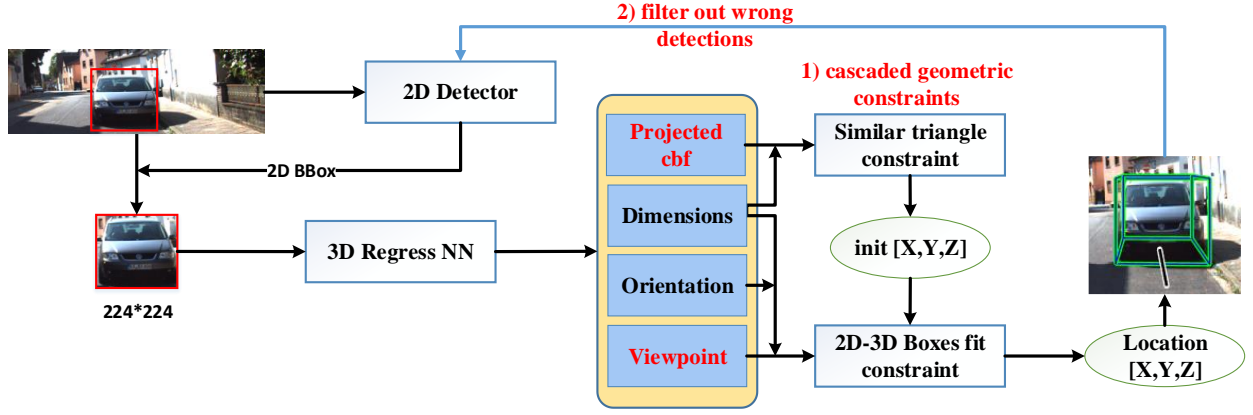 2) filter out wrong
detections
2D Detector
1) cascaded geometric
constraints
2D BBox
224*224
3D Regress NN
Projected
cbf
Dimensions
Orientation
Viewpoint
Similar triangle
constraint
init [X,Y,Z]
2D-3D Boxes fit
constraint
Location
[X,Y,Z]